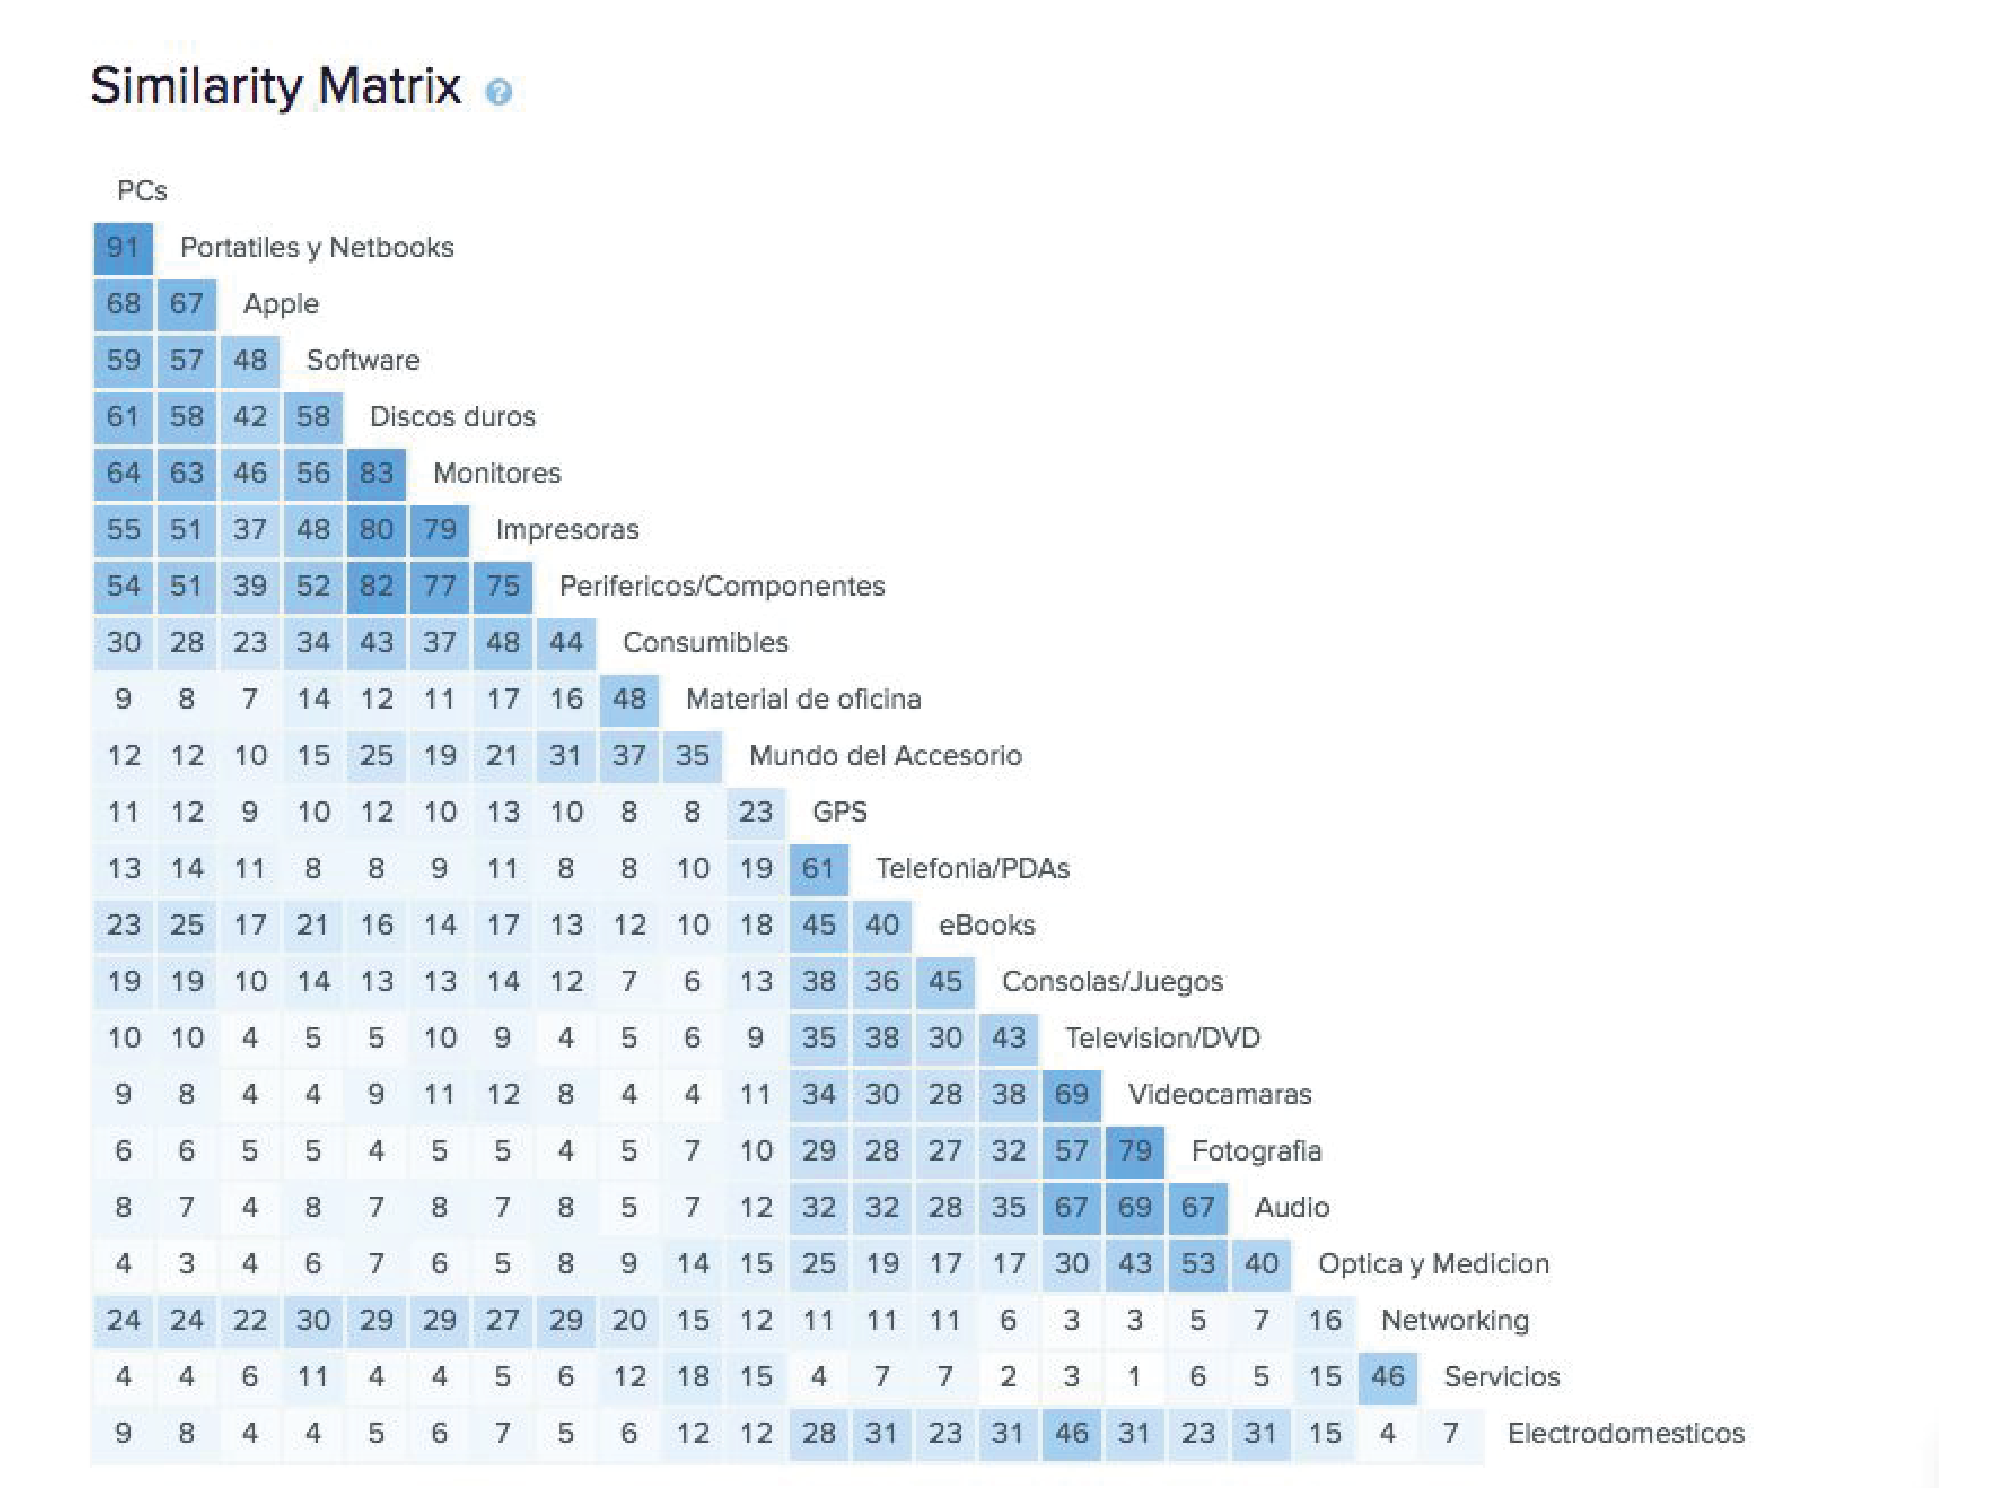 Similarity Matrix ?
PCs
91 Portatiles y Netbooks
68 67 Apple
59 57 48 Software
61 58 42 58 Discos duros
64 63 46 56 83 Monitores
55 51 37 48 80 79 Impresoras
54 51 39 52 82 77 75 Perifericos/Componentes
30 28 23 34 43 37 48 44 Consumibles
9 8 7 14 12 11 17 16 48 Material de oficina
12 12 10 15 25 19 21 31 37 35 Mundo del Accesorio
11 12 9 10 12 10 13 10 8 8 23 GPS
13 14 11 8 8 9 11 8 8 10 19 61 Telefonia/PDAs
23 25 17 21 16 14 17 13 12 10 18 45 40 eBooks
19 19 10 14 13 13 14 12 7 6 13 38 36 45 Consolas/Juegos
10 10 4 5 5 10 9 4 5 6 9 35 38 30 43 Television/DVD
9 8 4 4 9 11 12 8 4 4 11 34 30 28 38 69 Videocamaras
6 6 5 5 4 5 5 4 5 7 10 29 28 27 32 57 79 Fotografia
8 7 4 8 7 8 7 8 5 7 12 32 32 28 35 67 69 67 Audio
4 3 4 6 7 6 5 8 9 14 15 25 19 17 17 30 43 53 40 Optica y Medicion
24 24 22 30 29 29 27 29 20 15 12 11 11 11 6 3 3 5 7 16 Networking
4 4 6 11 4 4 5 6 12 18 15 4 7 7 2 3 1 6 5 15 46 Servicios
9 8 4 4 5 6 7 5 6 12 12 28 31 23 31 46 31 23 31 15 4 7 Electrodomesticos